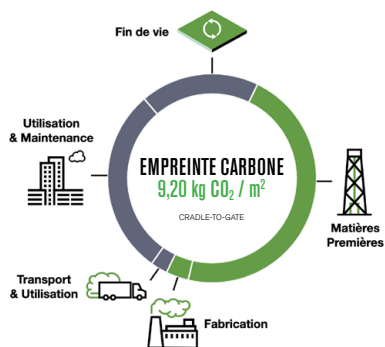 Fin de vie
Utilisation
& Maintenance
EMPREINTE CARBONE
9,20 kg CO₂ / m²
CRADLE-TO-GATE
Matières
Premières
Transport
& Utilisation
Fabrication